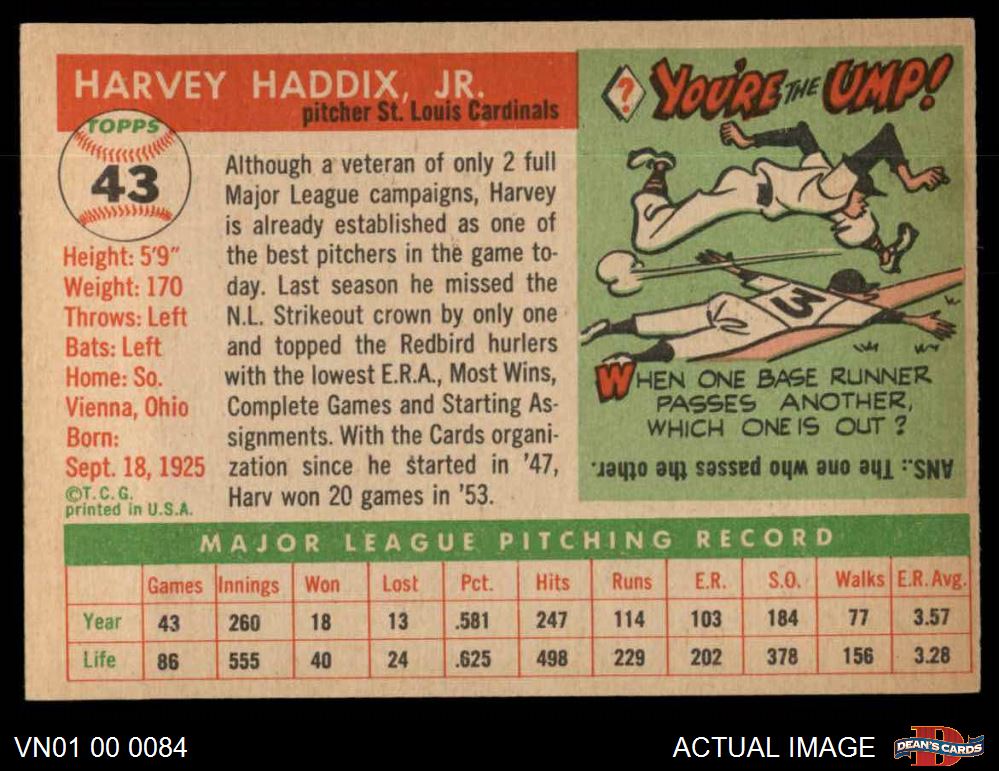 HARVEY HADDIX, JR.
pitcher St. Louis Cardinals
TOPPS
43
Height: 5'9"
Weight: 170
Throws: Left
Bats: Left
Home: So.
Vienna, Ohio
Born:
Sept. 18, 1925
©T.C.G.
printed in U.S.A.
Although a veteran of only 2 full
Major League campaigns, Harvey
is already established as one of
the best pitchers in the game to-
day. Last season he missed the
N.L. Strikeout crown by only one
and topped the Redbird hurlers
with the lowest E.R.A., Most Wins,
Complete Games and Starting As-
signments. With the Cards organi-
zation since he started in '47,
Harv won 20 games in '53.
?
YOU'RE THE UMP!
3
WHEN ONE BASE RUNNER
PASSES ANOTHER,
WHICH ONE IS OUT?
ANS.: The one who passes the other.
MAJOR LEAGUE PITCHING RECORD
Games Innings Won Lost Pct. Hits Runs E.R. S.O. Walks E.R. Avg.
Year 43 260 18 13 .581 247 114 103 184 77 3.57
Life 86 555 40 24 .625 498 229 202 378 156 3.28
VN01 00 0084
ACTUAL IMAGE
D
DEAN'S CARDS